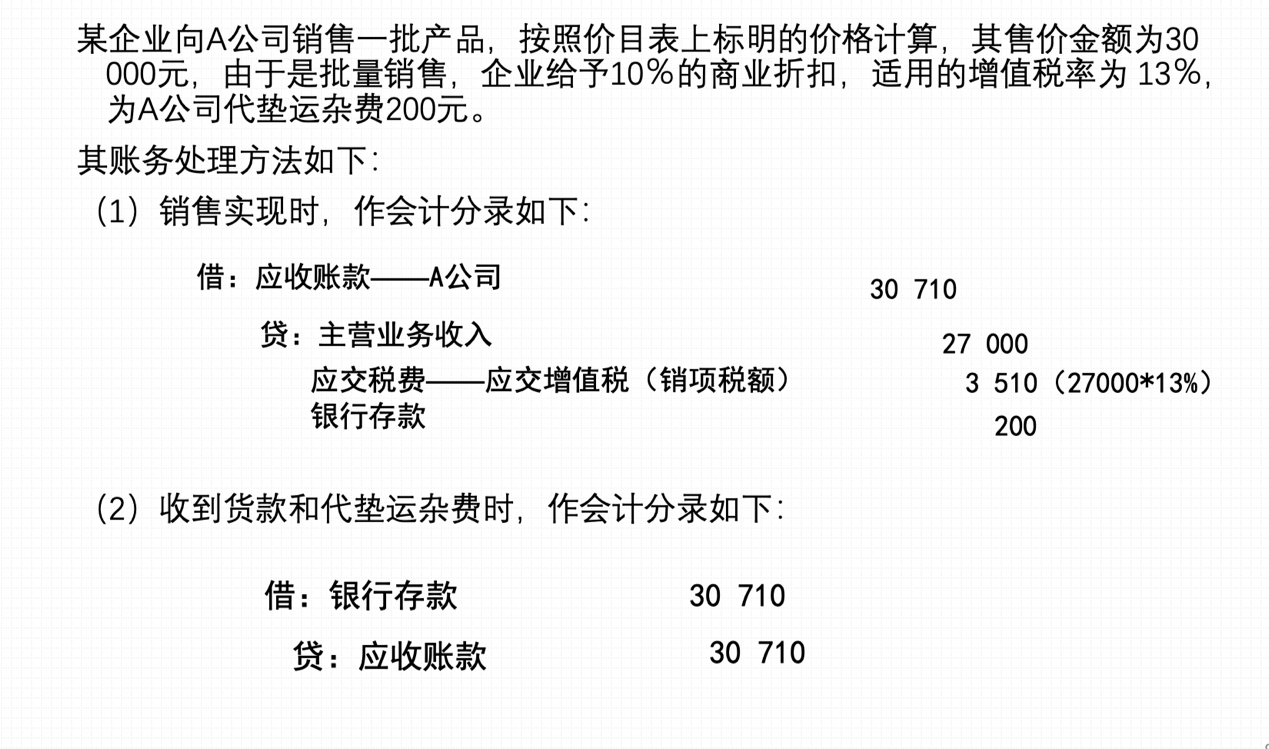 某企业向A公司销售一批产品，按照价目表上标明的价格计算，其售价金额为30
000元，由于是批量销售，企业给予10%的商业折扣，适用的增值税率为 13%，
为A公司代垫运杂费200元。
其账务处理方法如下：
（1）销售实现时，作会计分录如下：
借：应收账款——A公司 30 710
贷：主营业务收入 27 000
应交税费——应交增值税（销项税额） 3 510（27000*13%）
银行存款 200
（2）收到货款和代垫运杂费时，作会计分录如下：
借：银行存款 30 710
贷：应收账款 30 710